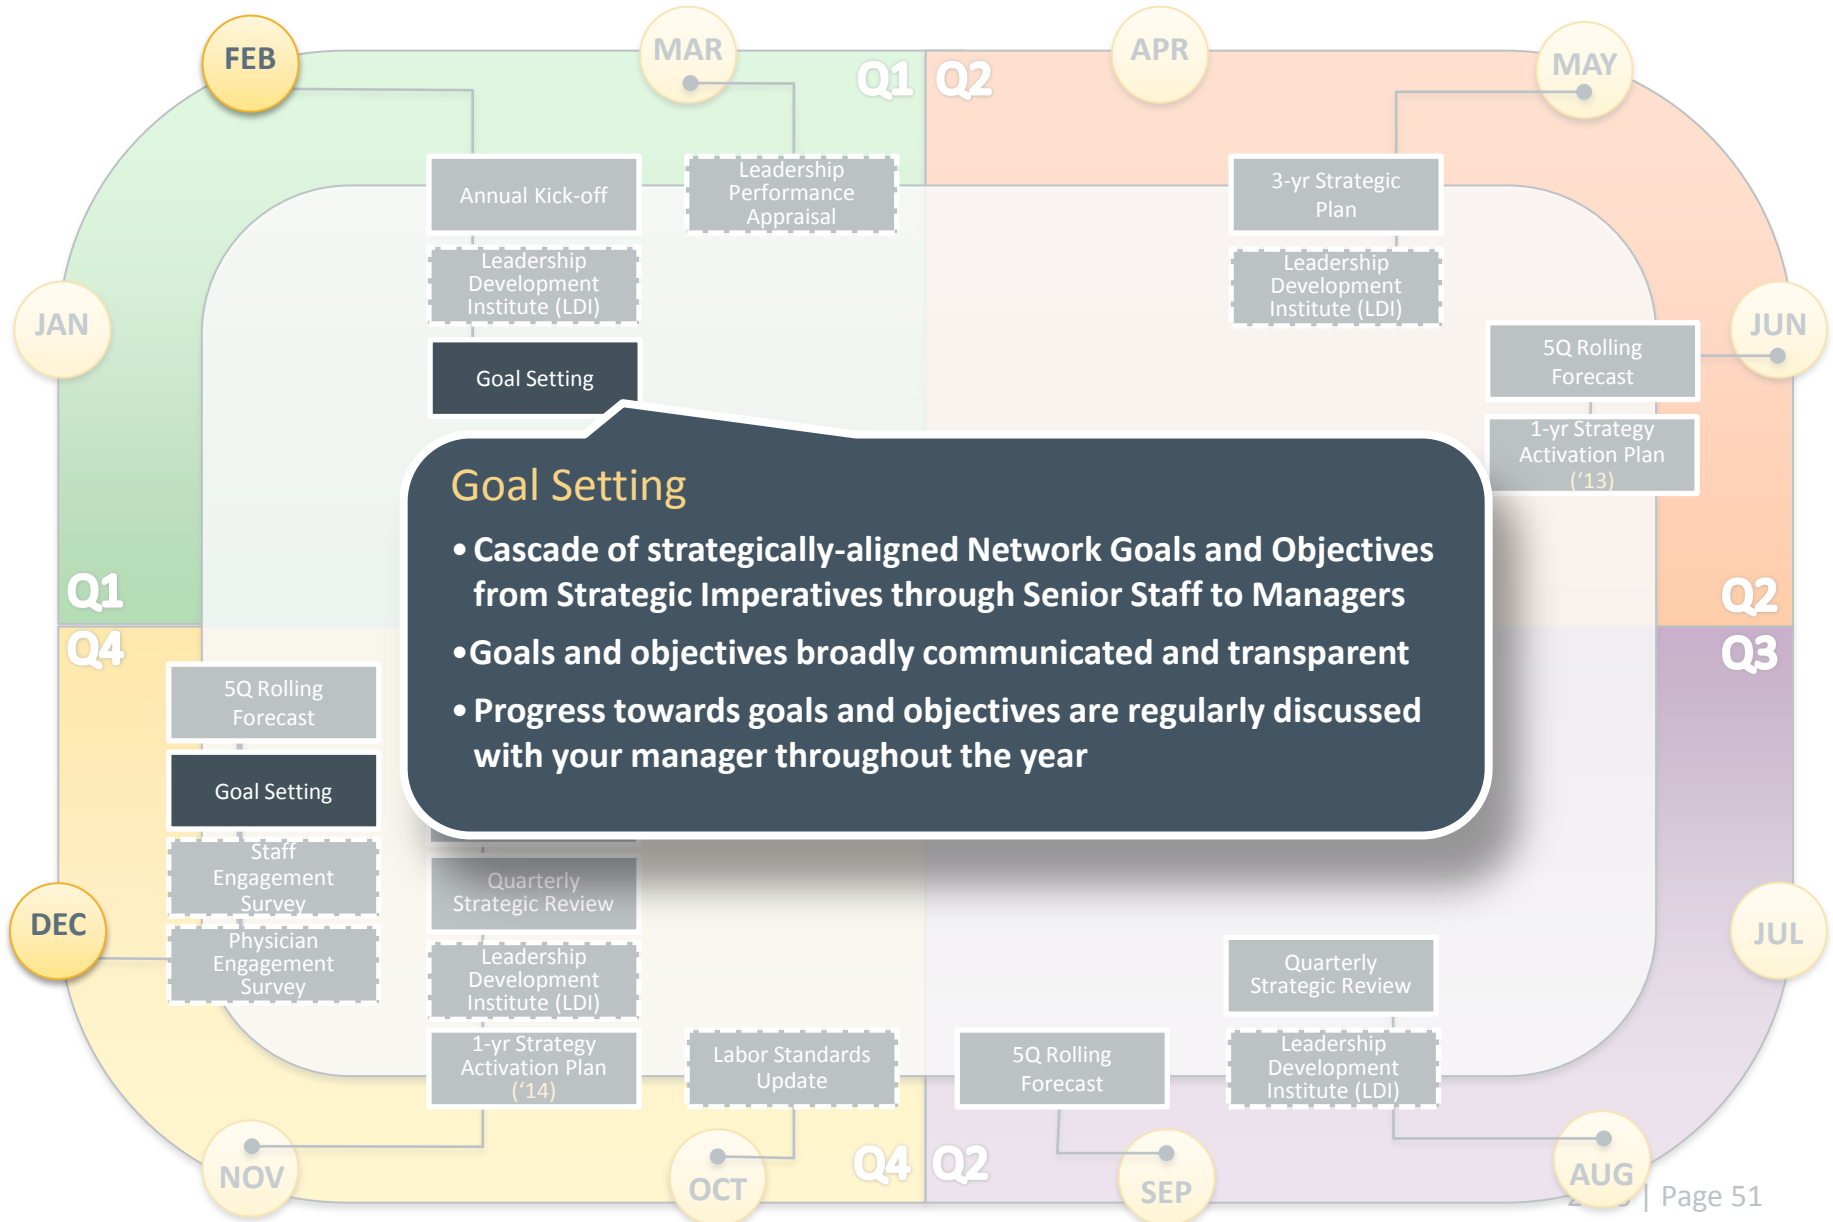 FEB
MAR
APR
MAY
Q1
Q2
Annual Kick-off
Leadership
Performance
Appraisal
3-yr Strategic
Plan
Leadership
Development
Institute (LDI)
Leadership
Development
Institute (LDI)
JAN
JUN
Goal Setting
5Q Rolling
Forecast
1-yr Strategy
Activation Plan
(‘13)
Goal Setting
•Cascade of strategically-aligned Network Goals and Objectives
from Strategic Imperatives through Senior Staff to Managers
•Goals and objectives broadly communicated and transparent
•Progress towards goals and objectives are regularly discussed
with your manager throughout the year
Q1
Q2
Q4
Q3
5Q Rolling
Forecast
Goal Setting
Staff
Engagement
Survey
Physician
Engagement
Survey
DEC
Quarterly
Strategic Review
Leadership
Development
Institute (LDI)
1-yr Strategy
Activation Plan
(‘14)
Labor Standards
Update
5Q Rolling
Forecast
Quarterly
Strategic Review
Leadership
Development
Institute (LDI)
JUL
Q4
Q2
NOV
OCT
SEP
AUG
| Page 51